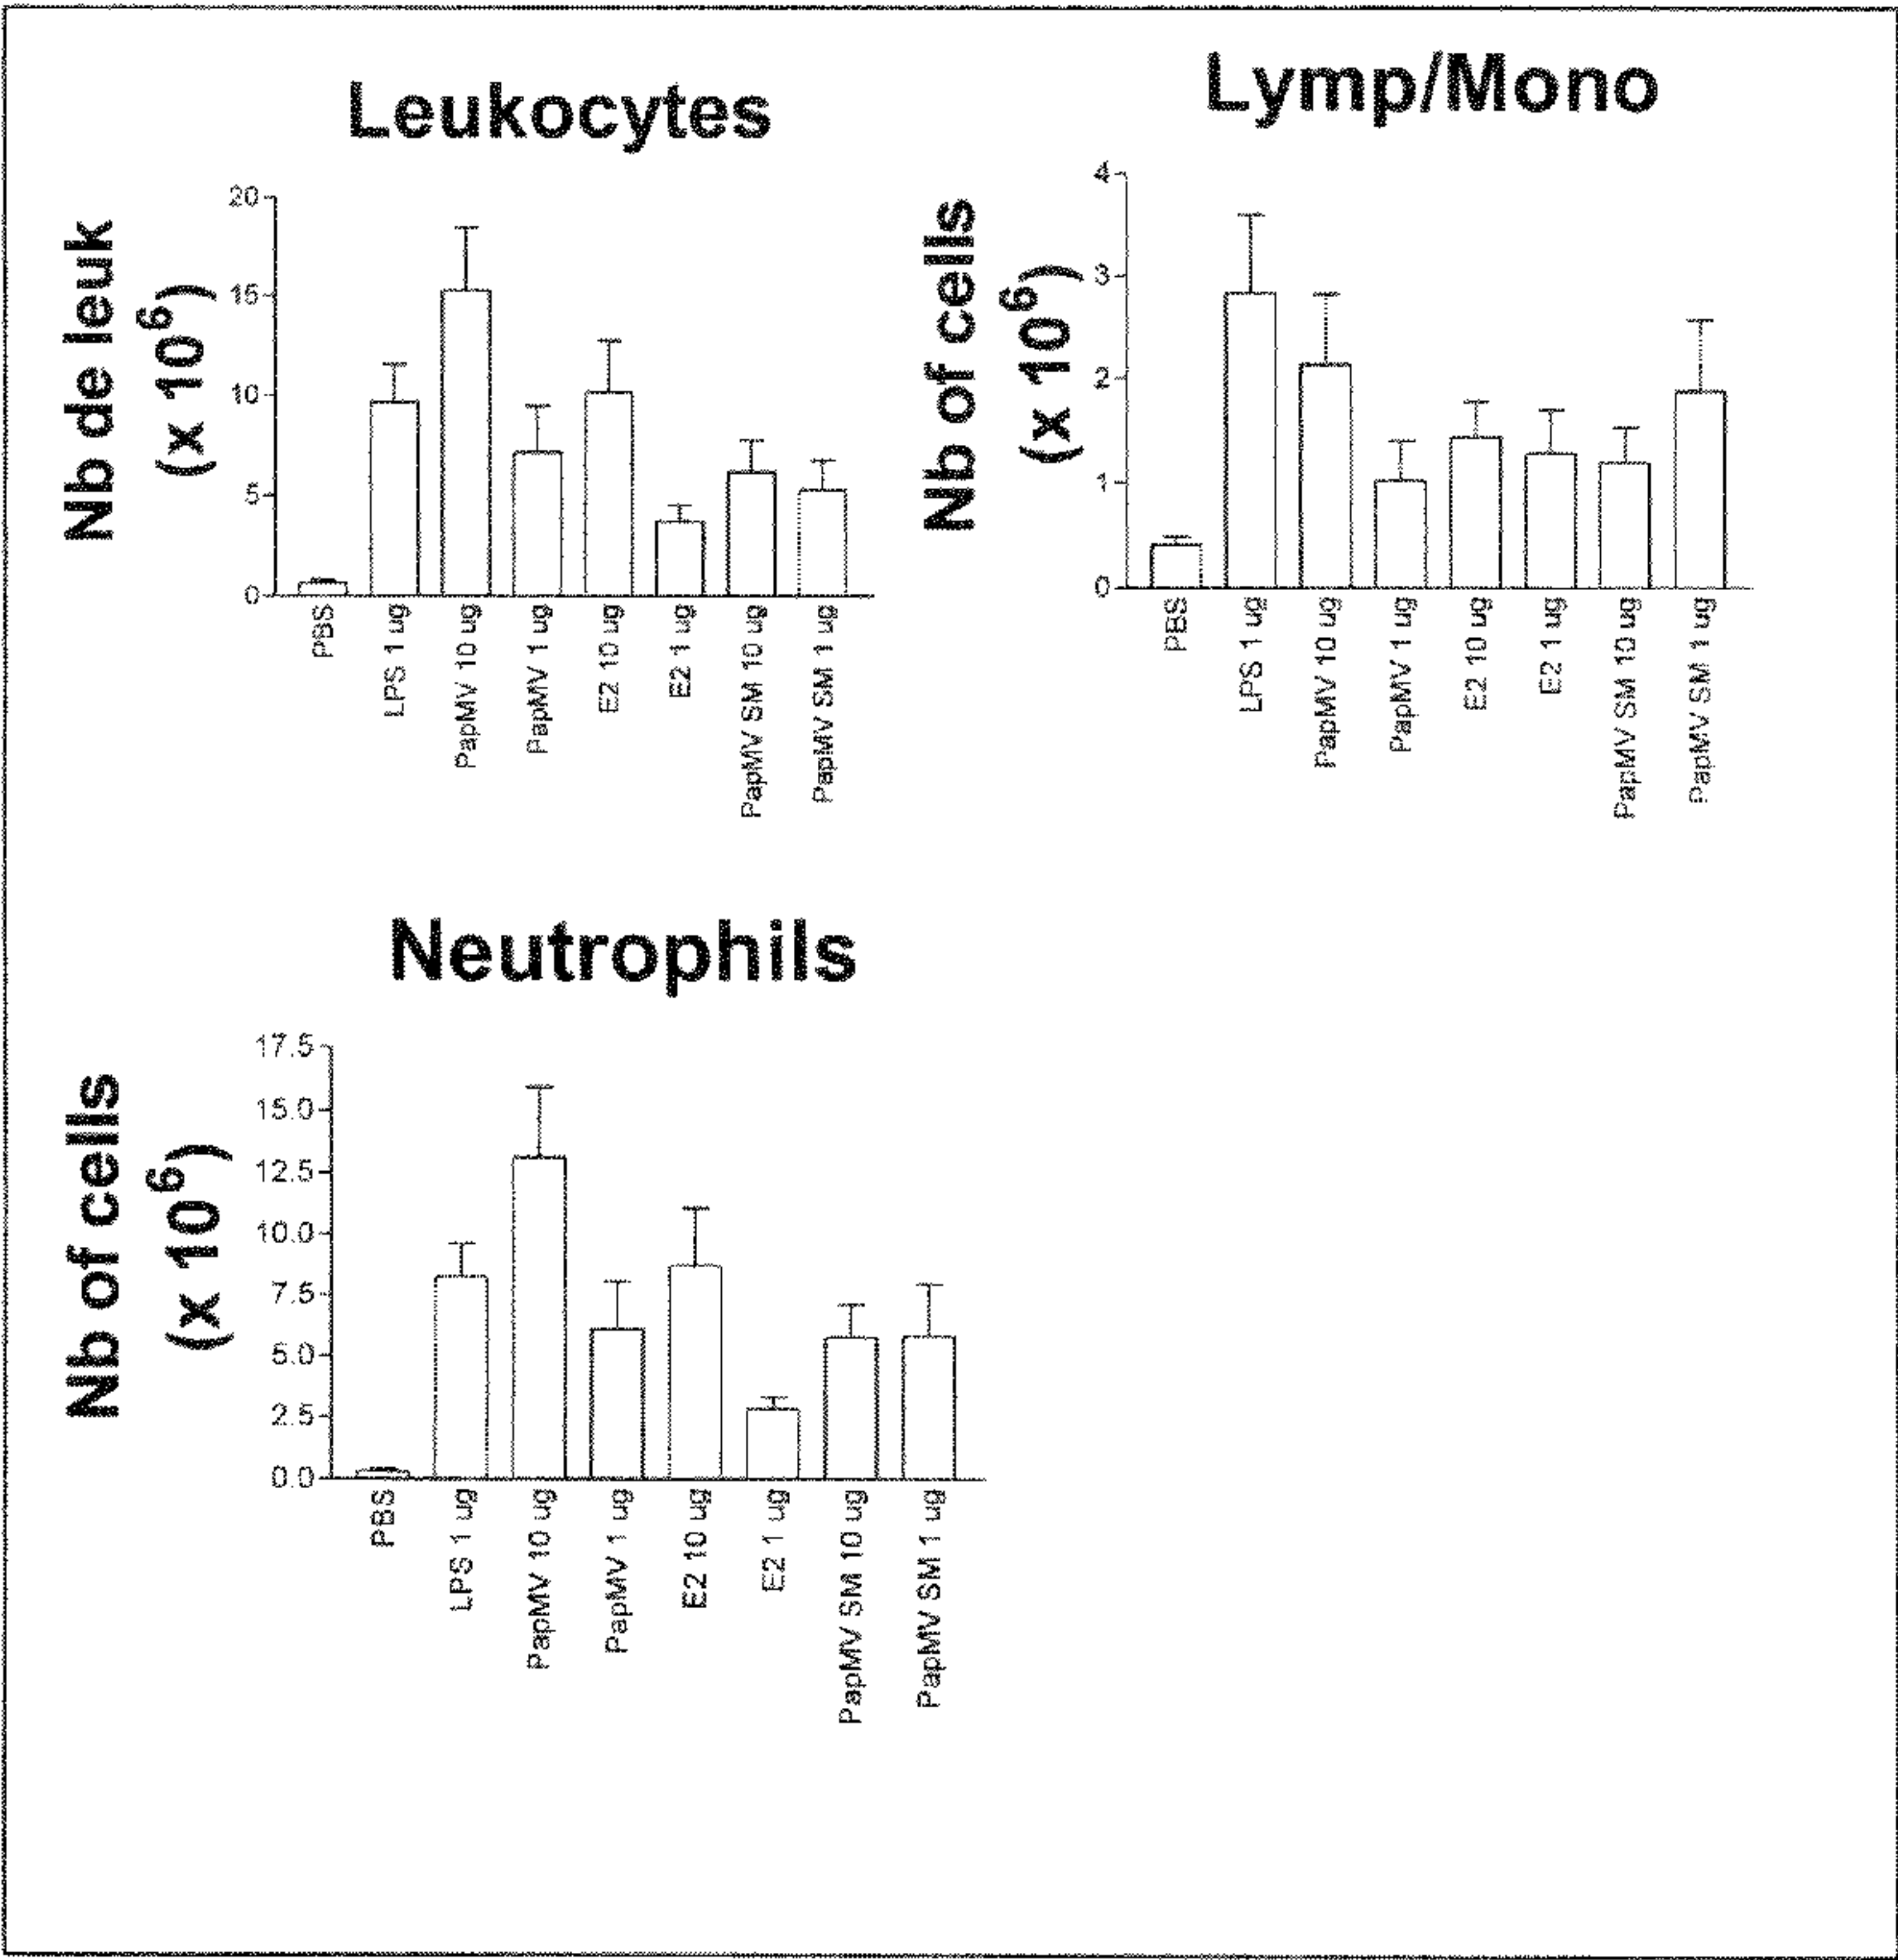 Leukocytes
Nb de leuk
(x 10⁶)
20
15
10
5
0
PBS
LPS 1 ug
PapMV 10 ug
PapMV 1 ug
E2 10 ug
E2 1 ug
PapMV SM 10 ug
PapMV SM 1 ug
Lymp/Mono
Nb of cells
(x 10⁶)
4
3
2
1
0
PBS
LPS 1 ug
PapMV 10 ug
PapMV 1 ug
E2 10 ug
E2 1 ug
PapMV SM 10 ug
PapMV SM 1 ug
Neutrophils
Nb of cells
(x 10⁶)
17.5
15.0
12.5
10.0
7.5
5.0
2.5
0.0
PBS
LPS 1 ug
PapMV 10 ug
PapMV 1 ug
E2 10 ug
E2 1 ug
PapMV SM 10 ug
PapMV SM 1 ug